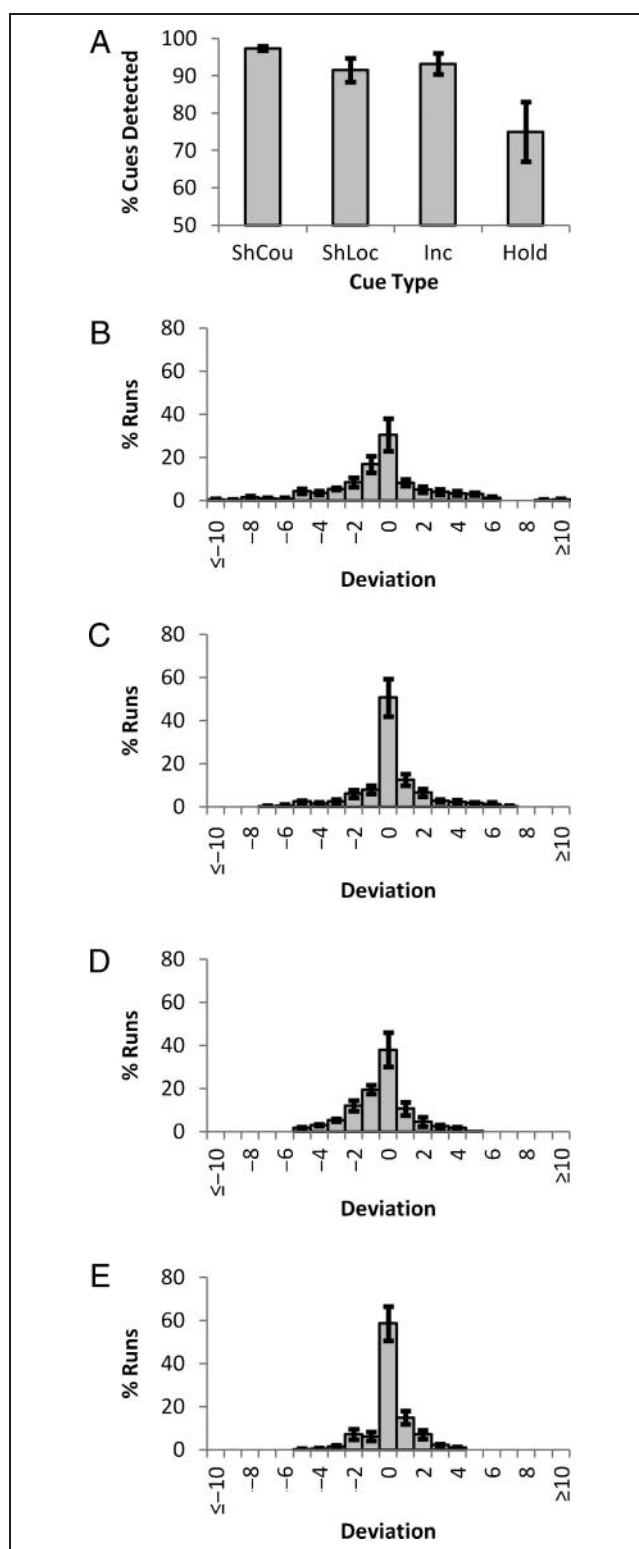 A
% Cues Detected
100
90
80
70
60
50
ShCou ShLoc Inc Hold
Cue Type
B
% Runs
80
60
40
20
0
≤−10 −8 −6 −4 −2 0 2 4 6 8 ≥10
Deviation
C
% Runs
80
60
40
20
0
≤−10 −8 −6 −4 −2 0 2 4 6 8 ≥10
Deviation
D
% Runs
80
60
40
20
0
≤−10 −8 −6 −4 −2 0 2 4 6 8 ≥10
Deviation
E
% Runs
80
60
40
20
0
≤−10 −8 −6 −4 −2 0 2 4 6 8 ≥10
Deviation